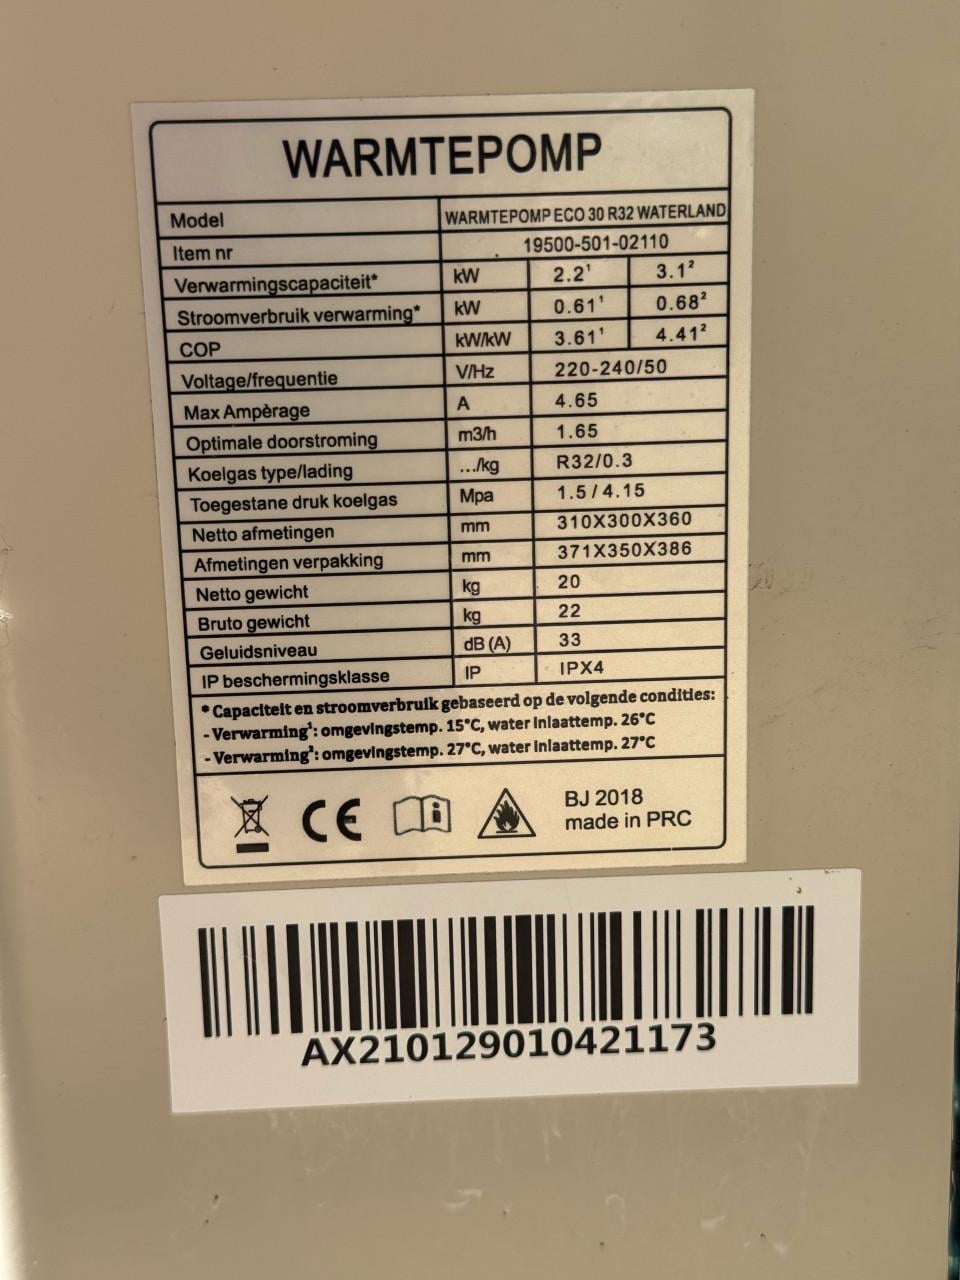 WARMTEPOMP
Model WARMTEPOMP ECO 30 R32 WATERLAND
Item nr 19500-501-02110
Verwarmingscapaciteit* kW 2.2¹ 3.1²
Stroomverbruik verwarming* kW 0.61¹ 0.68²
COP kW/kW 3.61¹ 4.41²
Voltage/frequentie V/Hz 220-240/50
Max Ampèrage A 4.65
Optimale doorstroming m3/h 1.65
Koelgas type/lading .../kg R32/0.3
Toegestane druk koelgas Mpa 1.5 / 4.15
Netto afmetingen mm 310X300X360
Afmetingen verpakking mm 371X350X386
Netto gewicht kg 20
Bruto gewicht kg 22
Geluidsniveau dB (A) 33
IP beschermingsklasse IP IPX4
* Capaciteit en stroomverbruik gebaseerd op de volgende condities:
- Verwarming¹: omgevingstemp. 15°C, water inlaattemp. 26°C
- Verwarming²: omgevingstemp. 27°C, water inlaattemp. 27°C
CE
i
BJ 2018
made in PRC
AX210129010421173